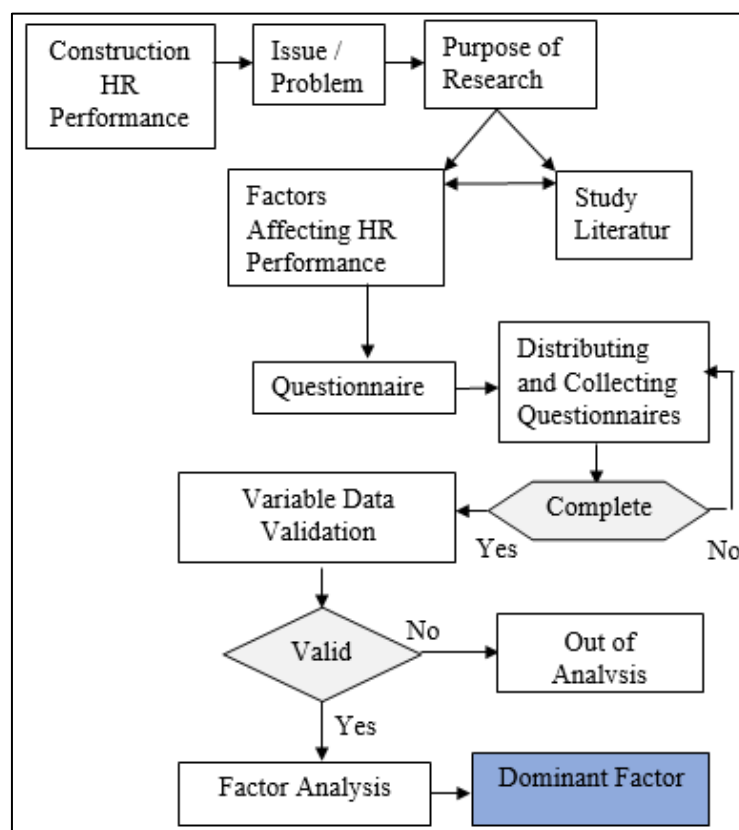 Construction
HR
Performance
Issue /
Problem
Purpose of
Research
Factors
Affecting HR
Performance
Study
Literatur
Questionnaire
Distributing
and Collecting
Questionnaires
Variable Data
Validation
Complete
Yes
No
Valid
No
Out of
Analysis
Yes
Factor Analysis
Dominant Factor